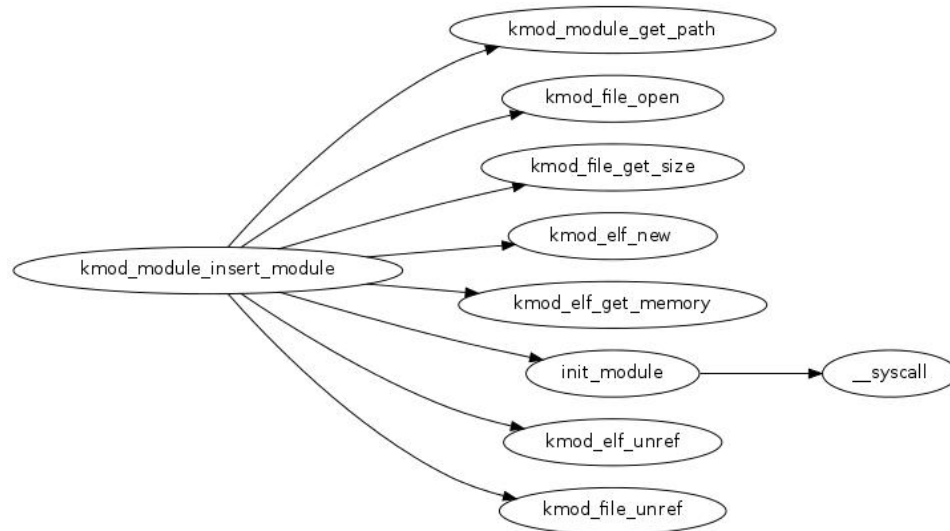 kmod_module_get_path
kmod_file_open
kmod_file_get_size
kmod_elf_new
kmod_module_insert_module
kmod_elf_get_memory
init_module
__syscall
kmod_elf_unref
kmod_file_unref